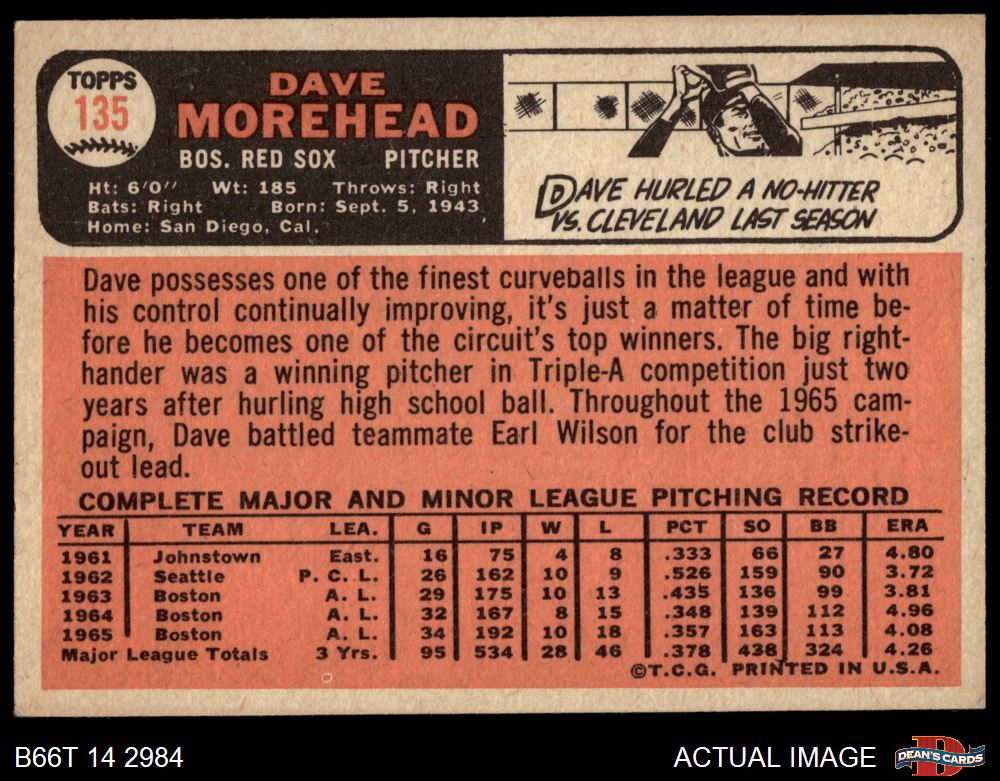 TOPPS
135
DAVE
MOREHEAD
BOS. RED SOX PITCHER
Ht: 6'0" Wt: 185 Throws: Right
Bats: Right Born: Sept. 5, 1943
Home: San Diego, Cal.
DAVE HURLED A NO-HITTER
VS. CLEVELAND LAST SEASON
Dave possesses one of the finest curveballs in the league and with
his control continually improving, it's just a matter of time be-
fore he becomes one of the circuit's top winners. The big right-
hander was a winning pitcher in Triple-A competition just two
years after hurling high school ball. Throughout the 1965 cam-
paign, Dave battled teammate Earl Wilson for the club strike-
out lead.
COMPLETE MAJOR AND MINOR LEAGUE PITCHING RECORD
YEAR TEAM LEA. G IP W L PCT SO BB ERA
1961 Johnstown East. 16 75 4 8 .333 66 27 4.80
1962 Seattle P. C. L. 26 162 10 9 .526 159 90 3.72
1963 Boston A. L. 29 175 10 13 .435 136 99 3.81
1964 Boston A. L. 32 167 8 15 .348 139 112 4.96
1965 Boston A. L. 34 192 10 18 .357 163 113 4.08
Major League Totals 3 Yrs. 95 534 28 46 .378 438 324 4.26
©T.C.G. PRINTED IN U.S.A.
B66T 14 2984
ACTUAL IMAGE
DEAN'S CARDS